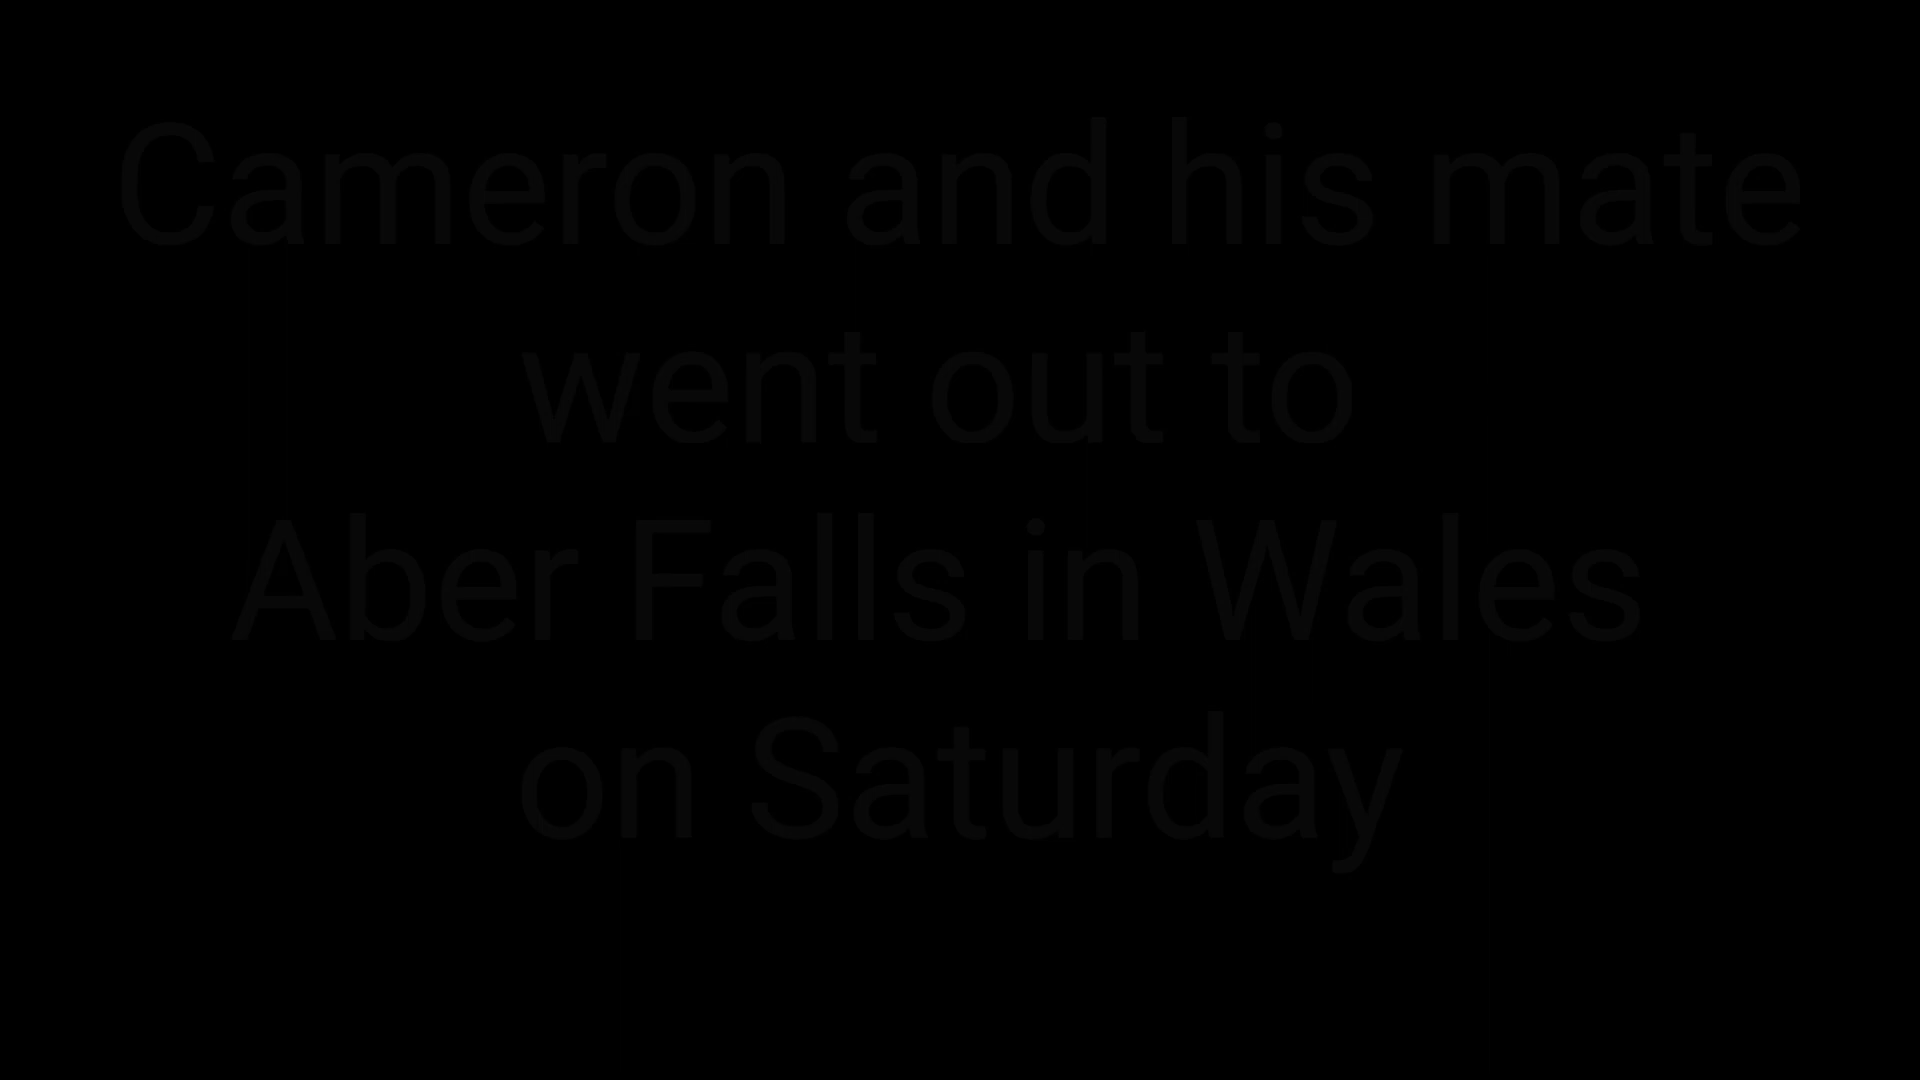 Cameron and his mate
went out to
Aber Falls in Wales
on Saturday